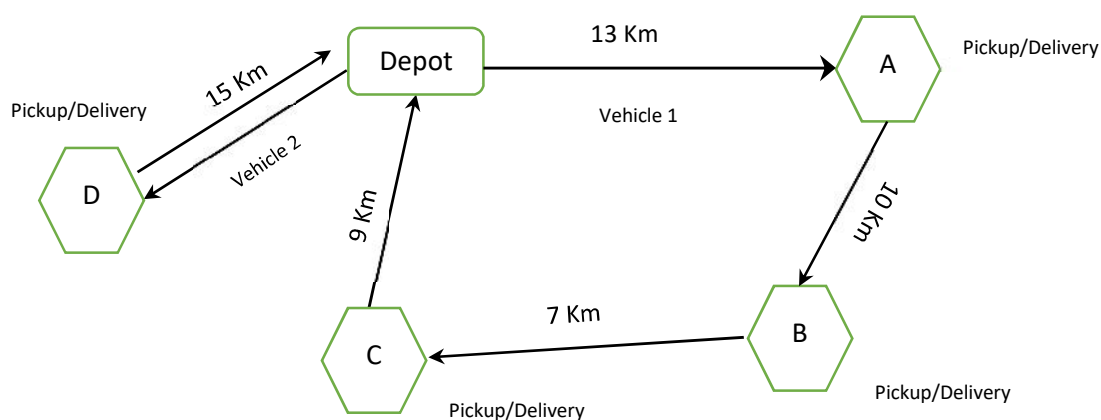 13 Km
Depot
A
Pickup/Delivery
15 Km
Pickup/Delivery
Vehicle 1
Vehicle 2
D
10 Km
9 Km
7 Km
B
C
Pickup/Delivery
Pickup/Delivery